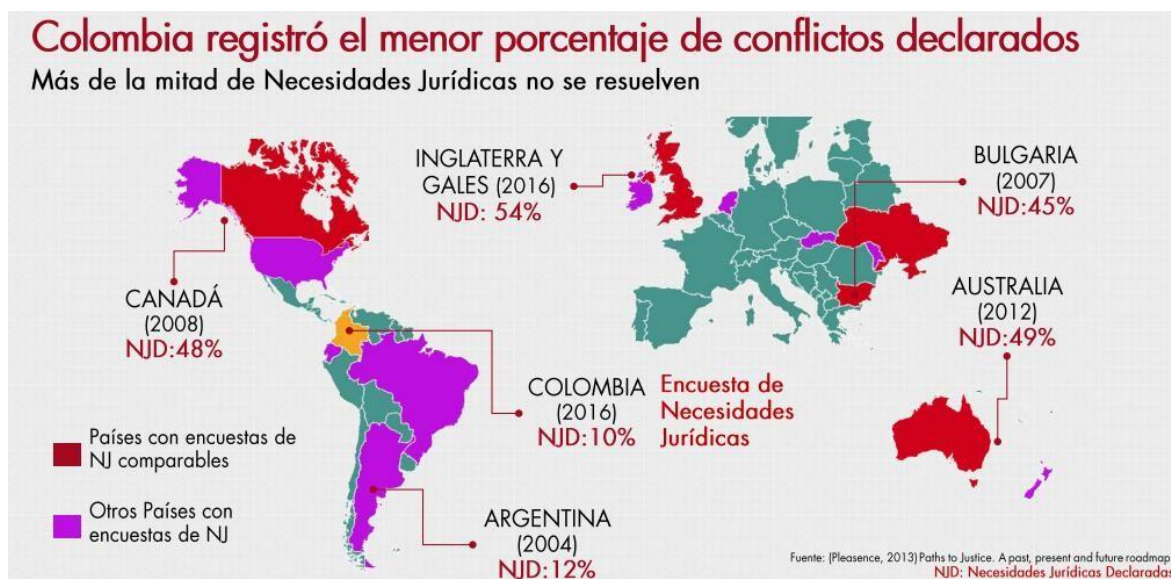 Colombia registró el menor porcentaje de conflictos declarados
Más de la mitad de Necesidades Jurídicas no se resuelven
INGLATERRA Y
GALES (2016)
NJD: 54%
BULGARIA
(2007)
NJD:45%
CANADÁ
(2008)
NJD:48%
AUSTRALIA
(2012)
NJD:49%
COLOMBIA
(2016)
NJD:10%
Encuesta de
Necesidades
Jurídicas
Países con encuestas de
NJ comparables
Otros Países con
encuestas de NJ
ARGENTINA
(2004)
NJD:12%
Fuente: (Pleasence, 2013) Paths to Justice. A past, present and future roadmap
NJD: Necesidades Jurídicas Declaradas